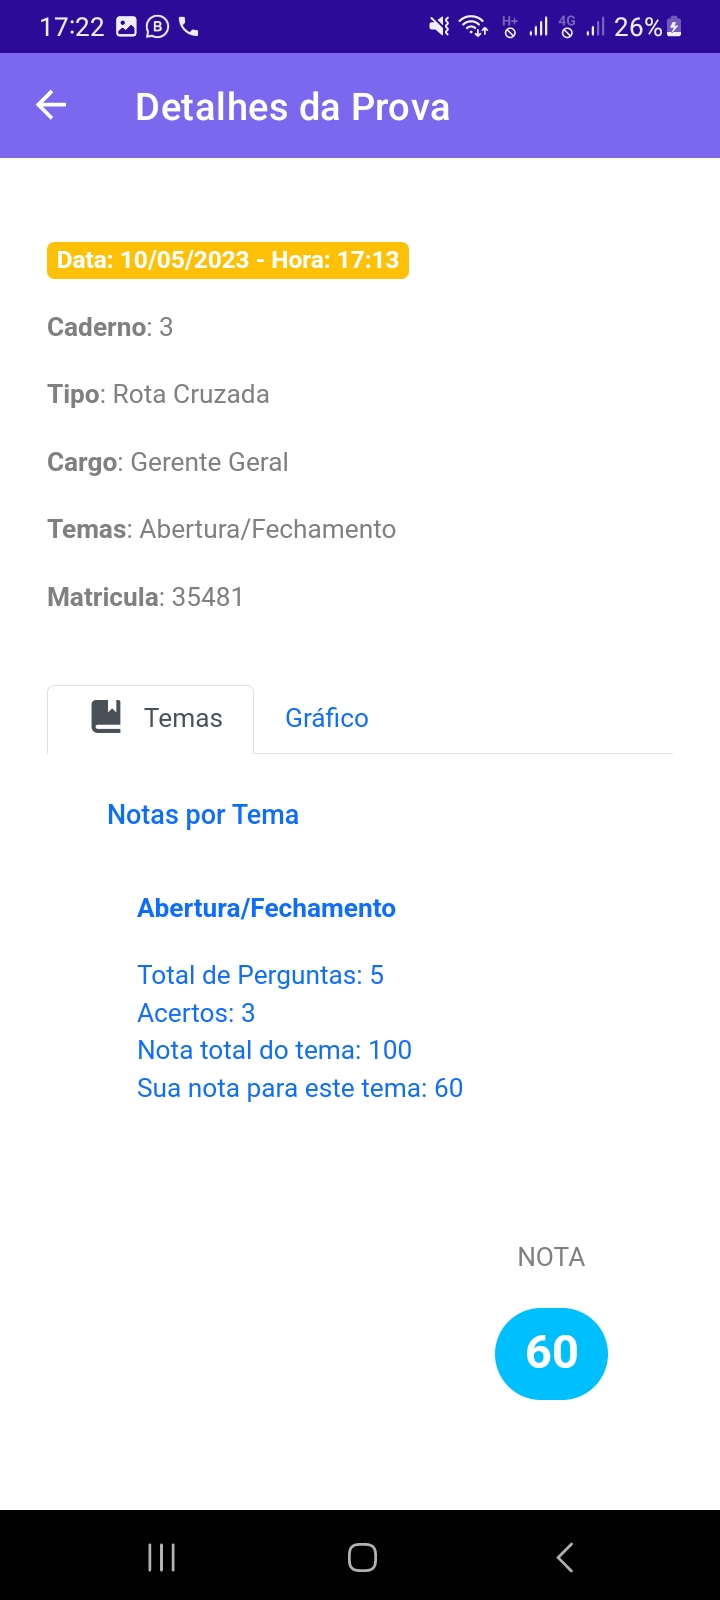 17:22
H+ 4G 26%
Detalhes da Prova
Data: 10/05/2023 - Hora: 17:13
Caderno: 3
Tipo: Rota Cruzada
Cargo: Gerente Geral
Temas: Abertura/Fechamento
Matricula: 35481
Temas Gráfico
Notas por Tema
Abertura/Fechamento
Total de Perguntas: 5
Acertos: 3
Nota total do tema: 100
Sua nota para este tema: 60
NOTA
60